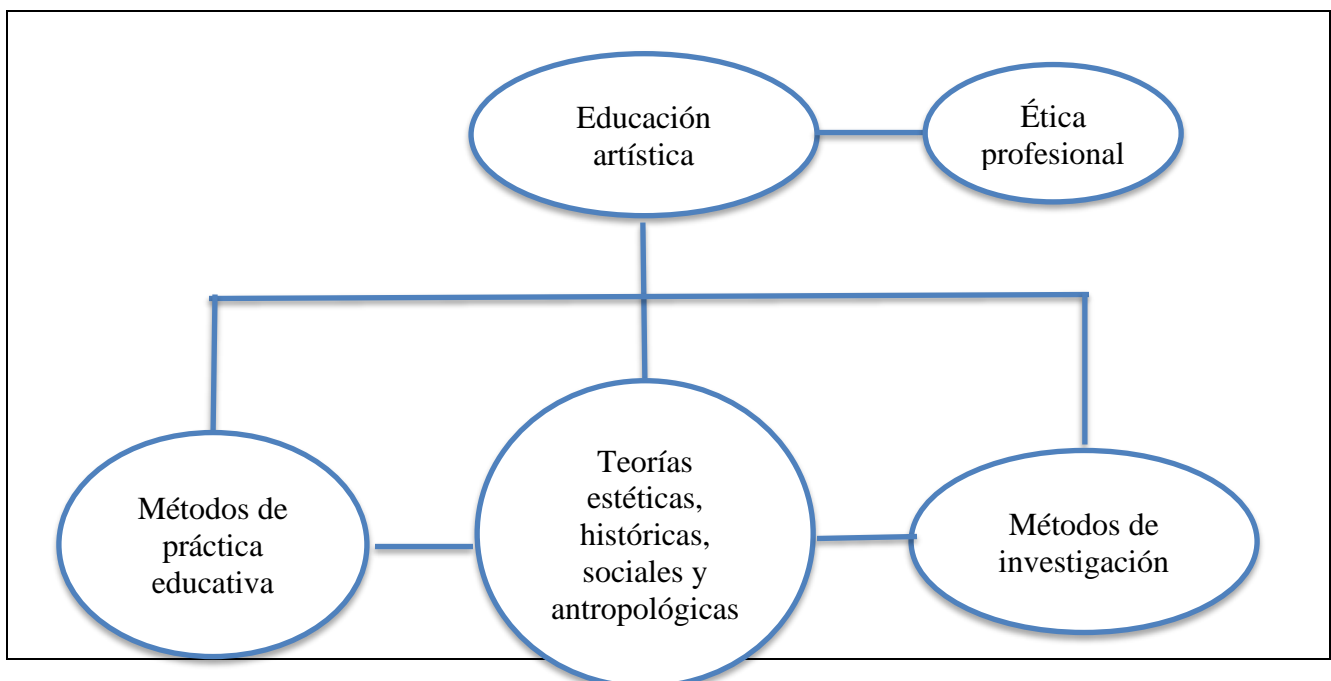 Educación
artística
Ética
profesional
Métodos de
práctica
educativa
Teorías
estéticas,
históricas,
sociales y
antropológicas
Métodos de
investigación